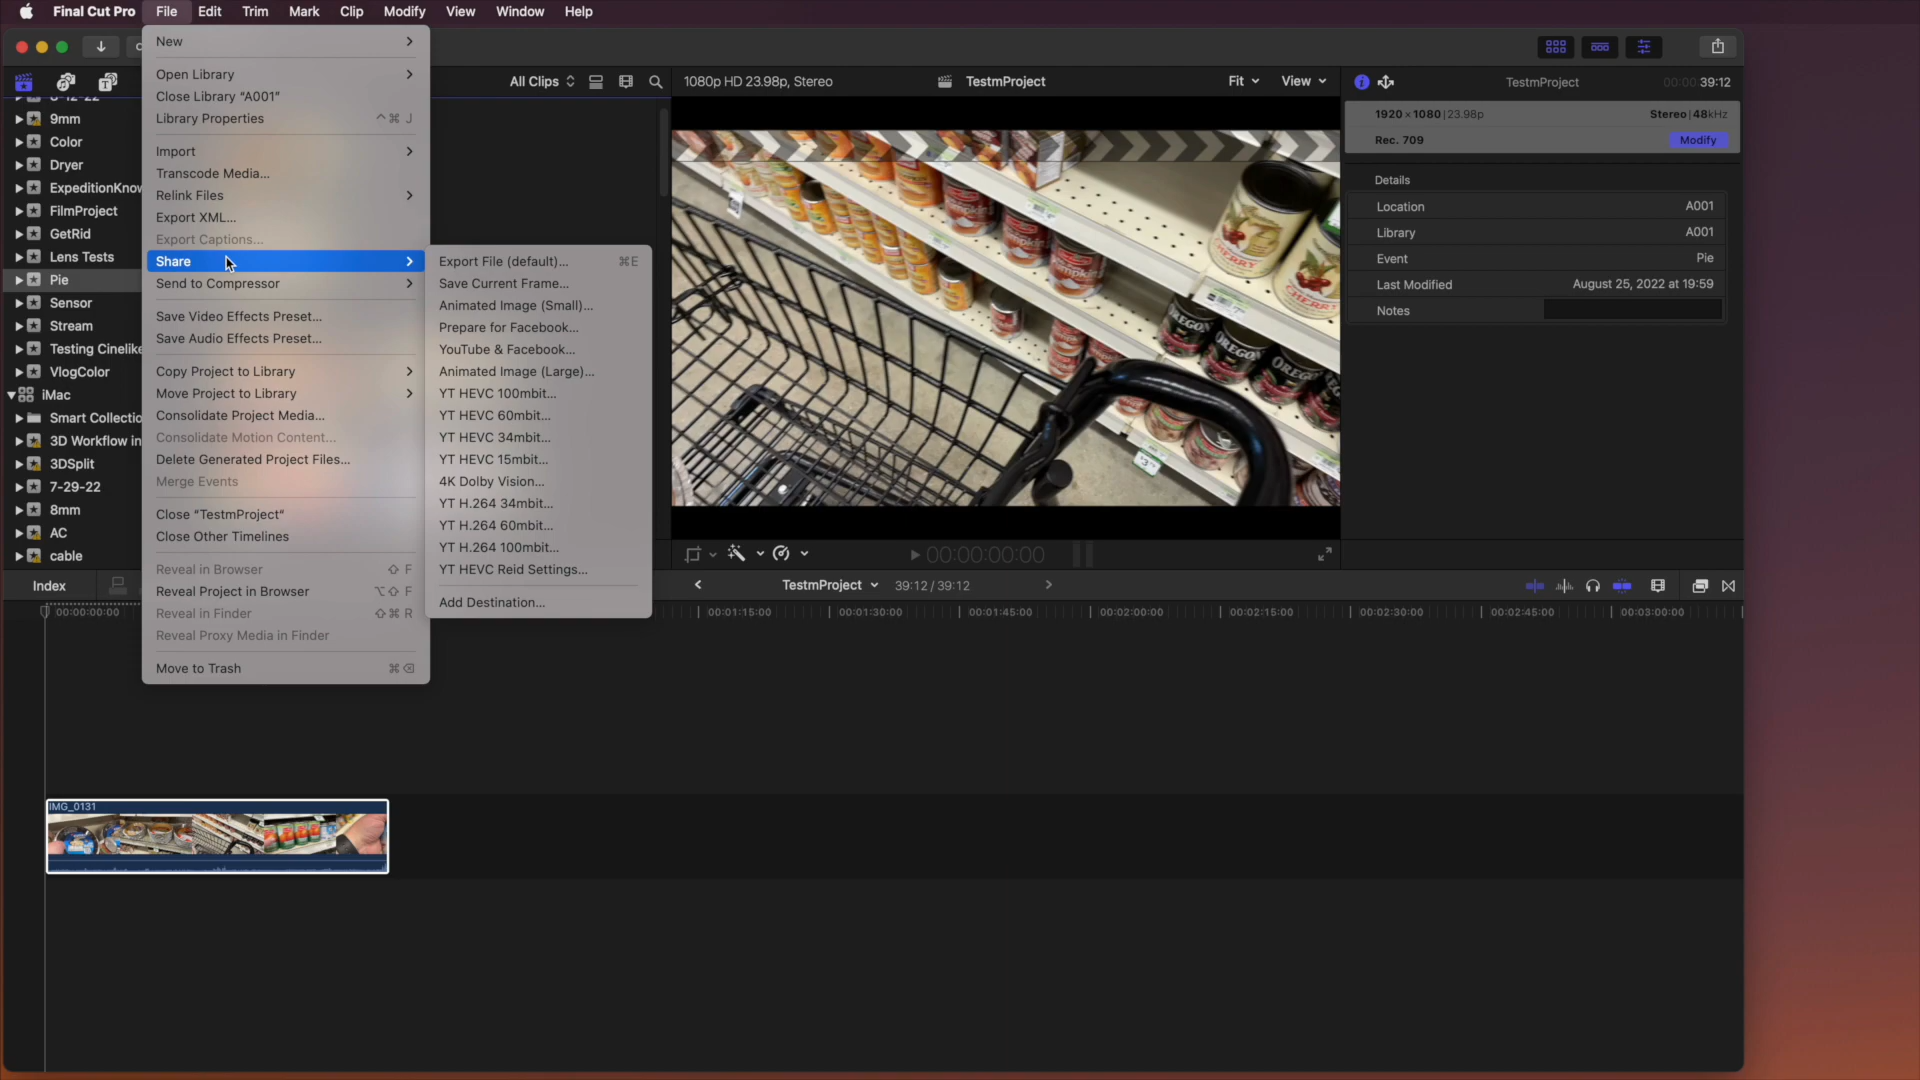 Final Cut Pro File Edit Trim Mark Clip Modify View Window Help
New
Open Library
Close Library “A001”
Library Properties ^⌘ J
Import
Transcode Media...
Relink Files
Export XML...
Export Captions...
Share
Send to Compressor
Save Video Effects Preset...
Save Audio Effects Preset...
Copy Project to Library
Move Project to Library
Consolidate Project Media...
Consolidate Motion Content...
Delete Generated Project Files...
Merge Events
Close “TestmProject”
Close Other Timelines
Reveal in Browser ⇧ F
Reveal Project in Browser ⌥⇧ F
Reveal in Finder ⇧⌘ R
Reveal Proxy Media in Finder
Move to Trash ⌘⌫
Export File (default)... ⌘E
Save Current Frame...
Animated Image (Small)...
Prepare for Facebook...
YouTube & Facebook...
Animated Image (Large)...
YT HEVC 100mbit...
YT HEVC 60mbit...
YT HEVC 34mbit...
YT HEVC 15mbit...
4K Dolby Vision...
YT H.264 34mbit...
YT H.264 60mbit...
YT H.264 100mbit...
YT HEVC Reid Settings...
Add Destination...
9mm
Color
Dryer
ExpeditionKnow
FilmProject
GetRid
Lens Tests
Pie
Sensor
Stream
Testing Cinelike
VlogColor
iMac
Smart Collectio
3D Workflow in
3DSplit
7-29-22
8mm
AC
cable
All Clips
1080p HD 23.98p, Stereo TestmProject Fit View
TestmProject 00:00:39:12
1920 × 1080 | 23.98p Stereo | 48kHz
Rec. 709 Modify
Details
Location A001
Library A001
Event Pie
Last Modified August 25, 2022 at 19:59
Notes
CHERRY
CHERRY
OREGON
OREGON
OREGON
pumpkin
00:00:00:00
Index TestmProject 39:12 / 39:12
00:00:00:00 00:01:15:00 00:01:30:00 00:01:45:00 00:02:00:00 00:02:15:00 00:02:30:00 00:02:45:00 00:03:00:00
IMG_0131